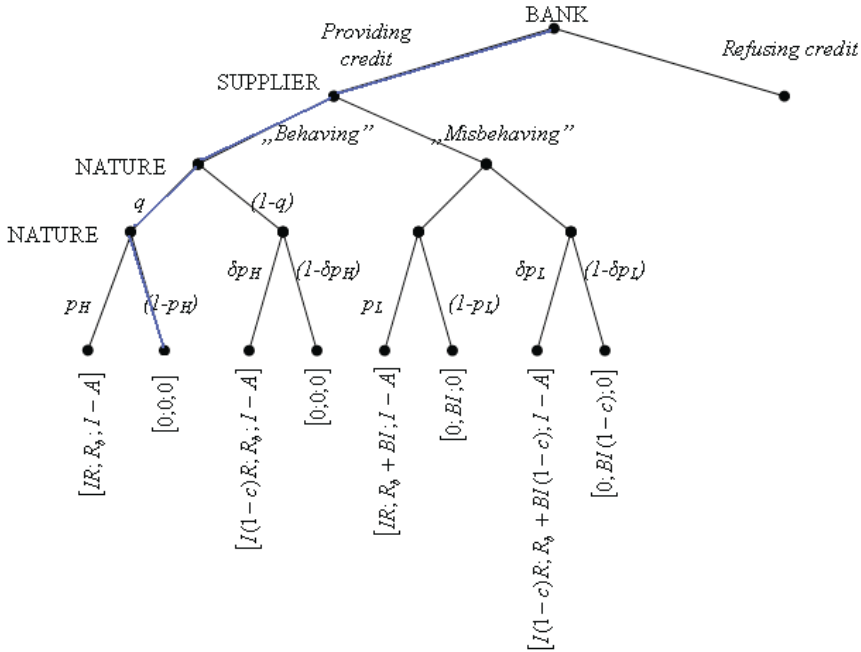 BANK
Providing
credit
Refusing credit
SUPPLIER
„Behaving”
„Misbehaving”
NATURE
q
(1-q)
NATURE
p_H
(1-p_H)
δp_H
(1-δp_H)
p_L
(1-p_L)
δp_L
(1-δp_L)
[IR; R_b; I − A]
[0;0;0]
[I(1−c)R; R_b; I − A]
[0;0;0]
[IR; R_b + BI; I − A]
[0; BI; 0]
[I(1−c)R; R_b + BI(1−c); I − A]
[0; BI(1−c); 0]